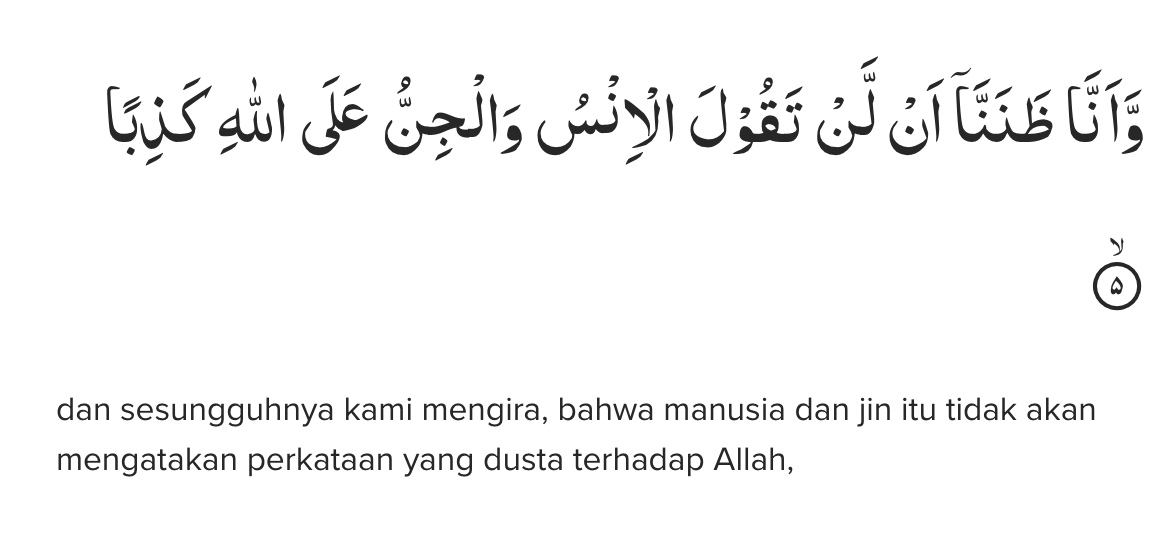 وَّاَنَّا ظَنَنَّآ اَنْ لَّنْ تَقُوْلَ الْاِنْسُ وَالْجِنُّ عَلَى اللّٰهِ كَذِبًا
ۙ
۵
dan sesungguhnya kami mengira, bahwa manusia dan jin itu tidak akan
mengatakan perkataan yang dusta terhadap Allah,